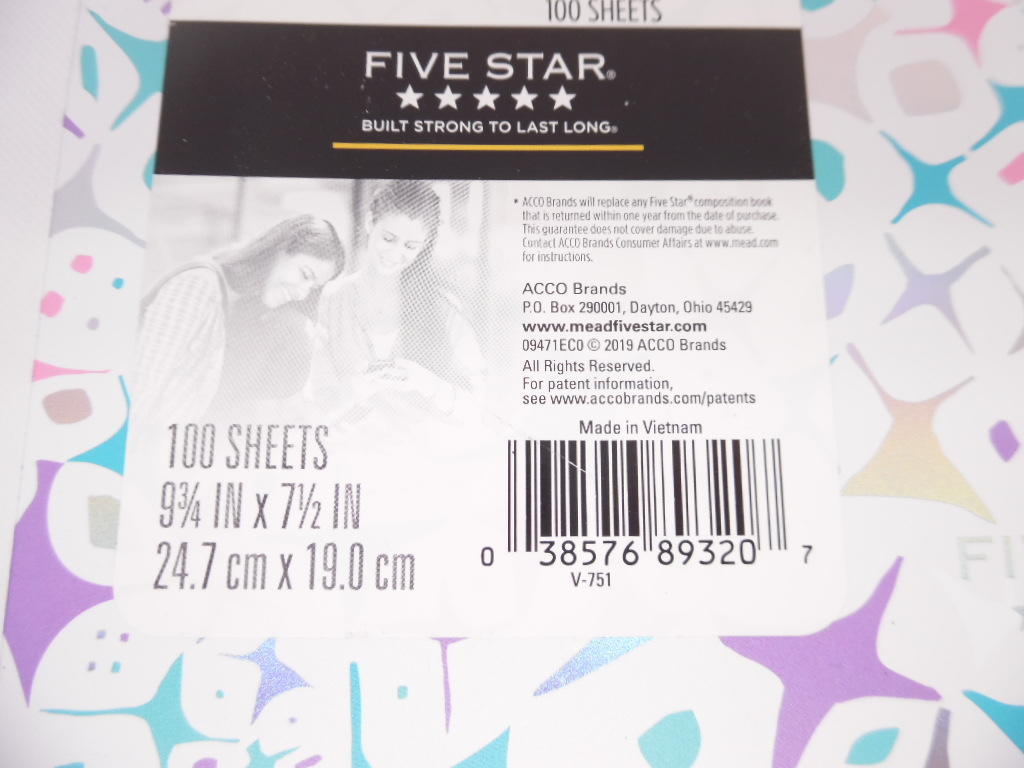 100 SHEETS
FIVE STAR®
BUILT STRONG TO LAST LONG®
• ACCO Brands will replace any Five Star® composition book
that is returned within one year from the date of purchase.
This guarantee does not cover damage due to abuse.
Contact ACCO Brands Consumer Affairs at www.mead.com
for instructions.
ACCO Brands
P.O. Box 290001, Dayton, Ohio 45429
www.meadfivestar.com
09471EC0 © 2019 ACCO Brands
All Rights Reserved.
For patent information,
see www.accobrands.com/patents
Made in Vietnam
100 SHEETS
9¾ IN x 7½ IN
24.7 cm x 19.0 cm
0 38576 89320 7
V-751
FI